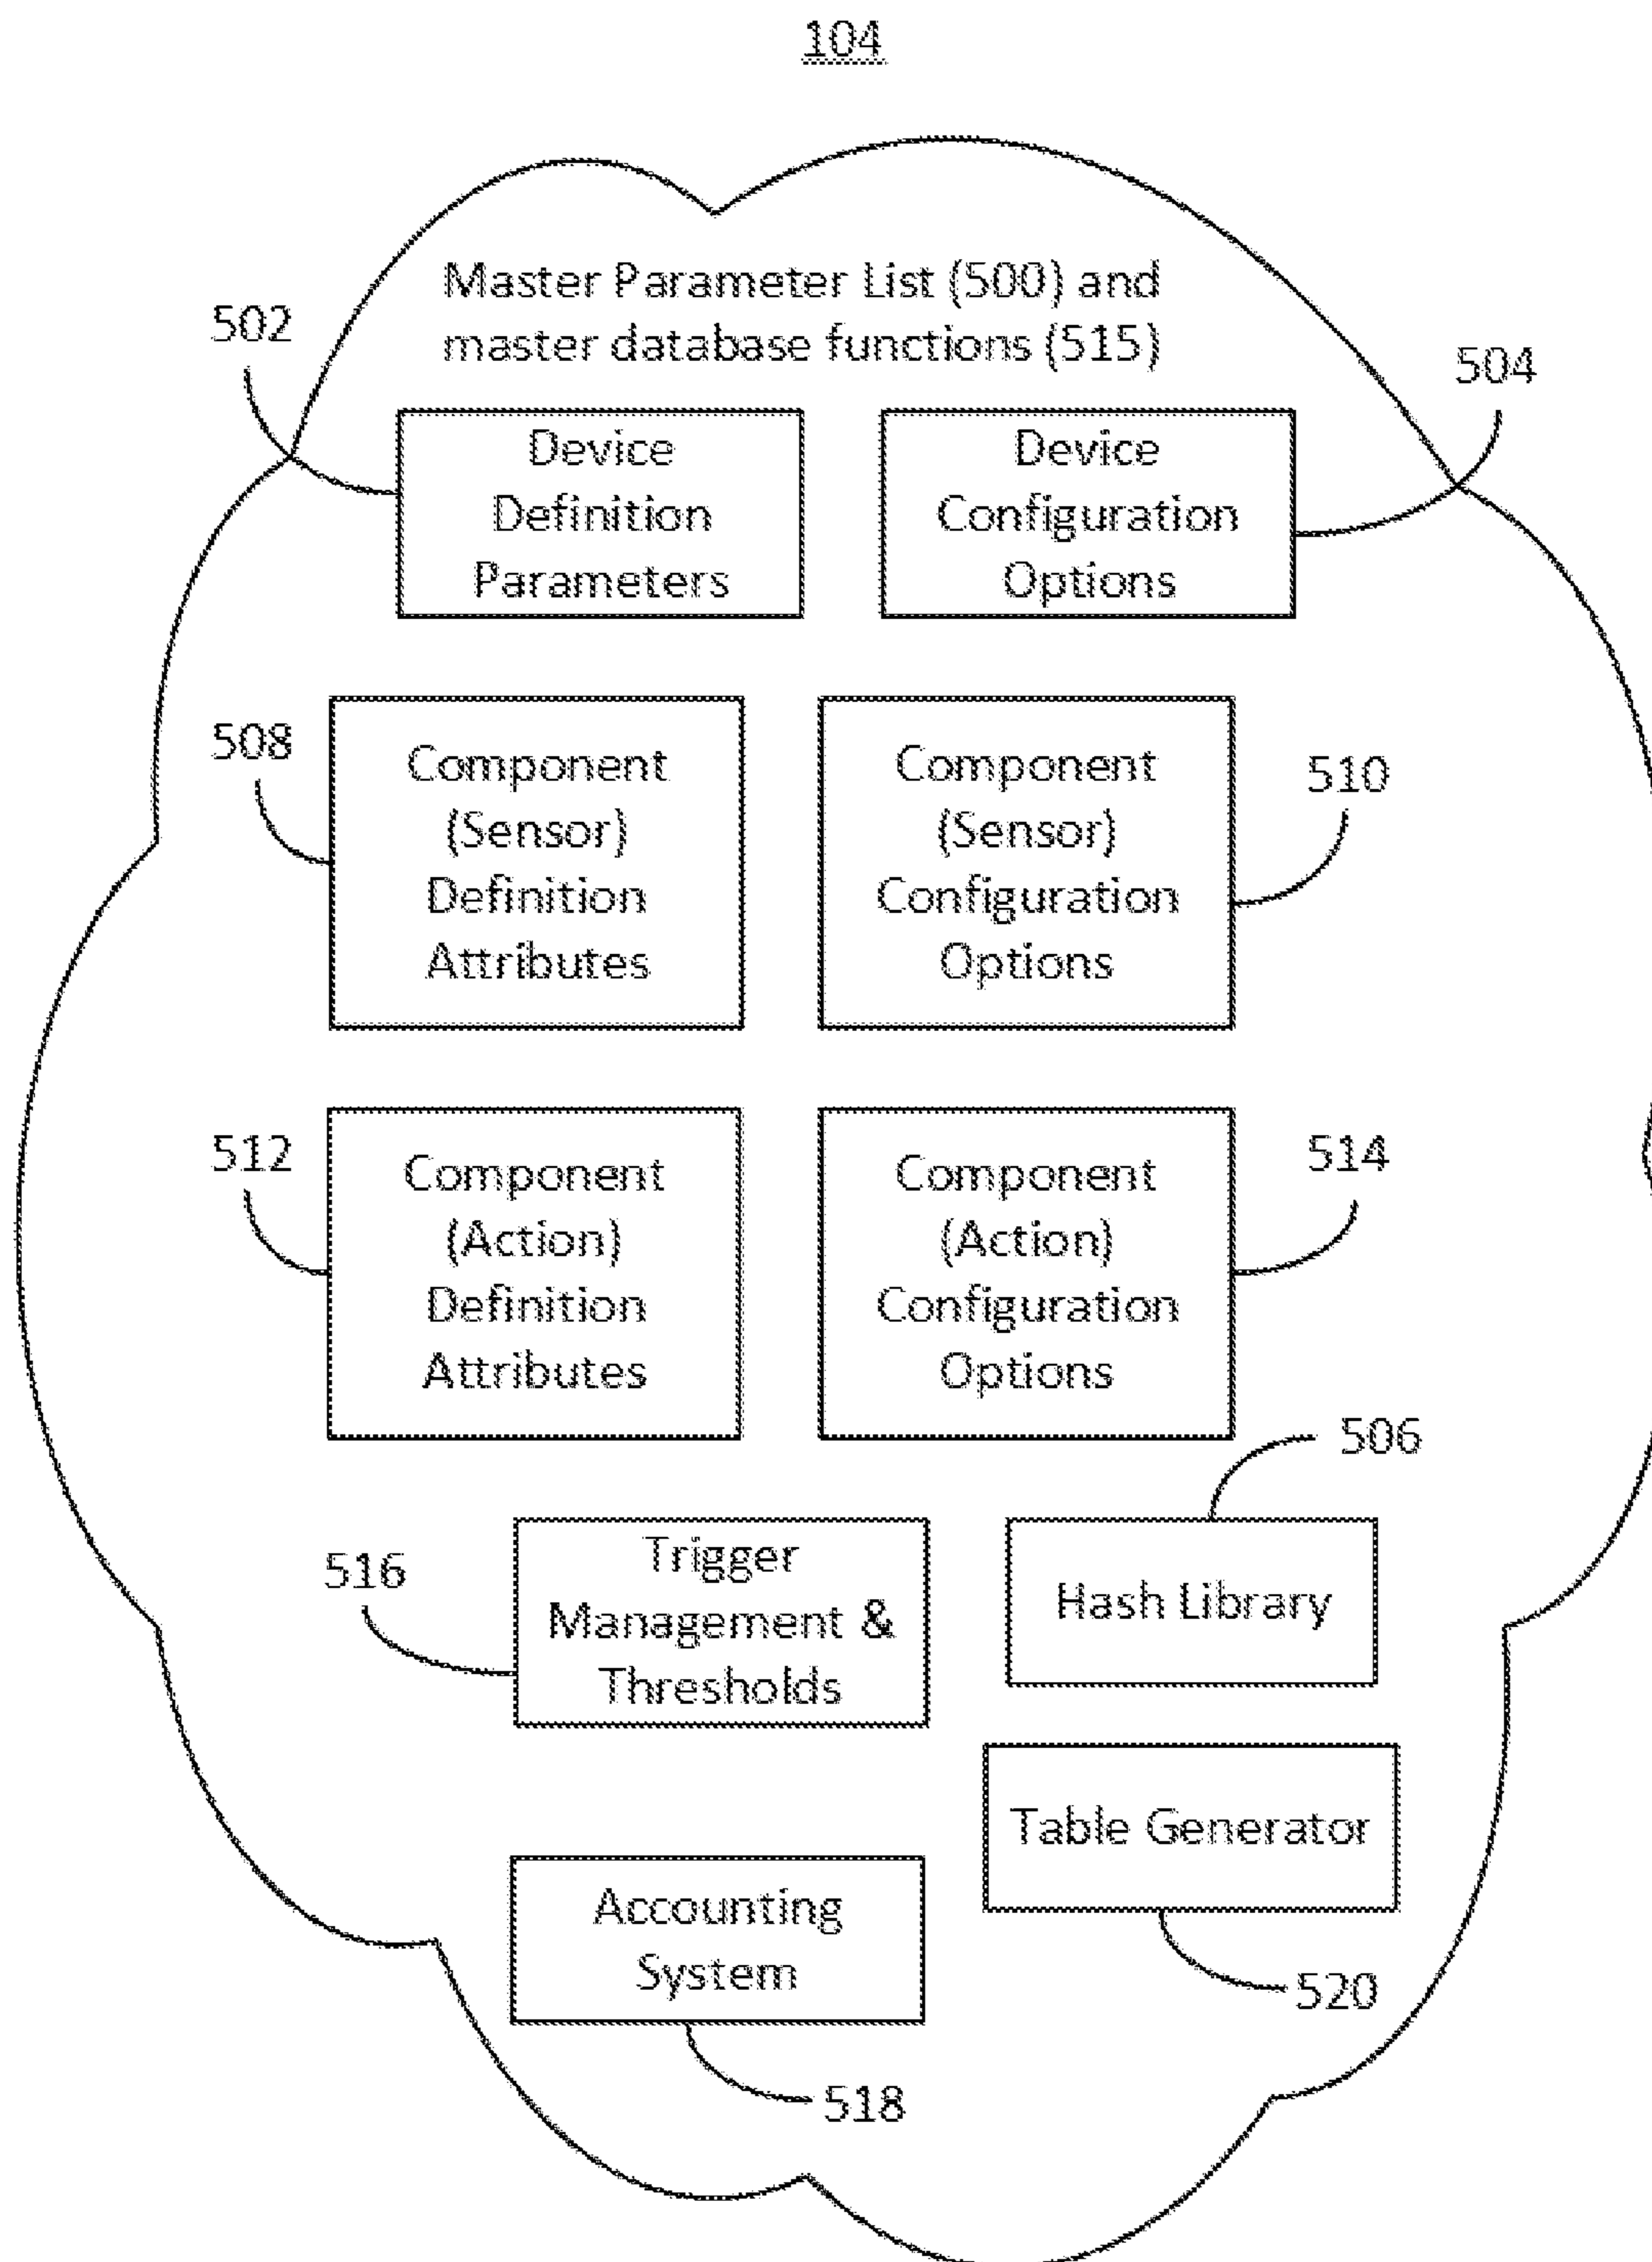 104
Master Parameter List (500) and
master database functions (515)
502
504
Device
Definition
Parameters
Device
Configuration
Options
508
Component
(Sensor)
Definition
Attributes
Component
(Sensor)
Configuration
Options
510
512
Component
(Action)
Definition
Attributes
Component
(Action)
Configuration
Options
514
506
516
Trigger
Management &
Thresholds
Hash Library
Table Generator
Accounting
System
520
518